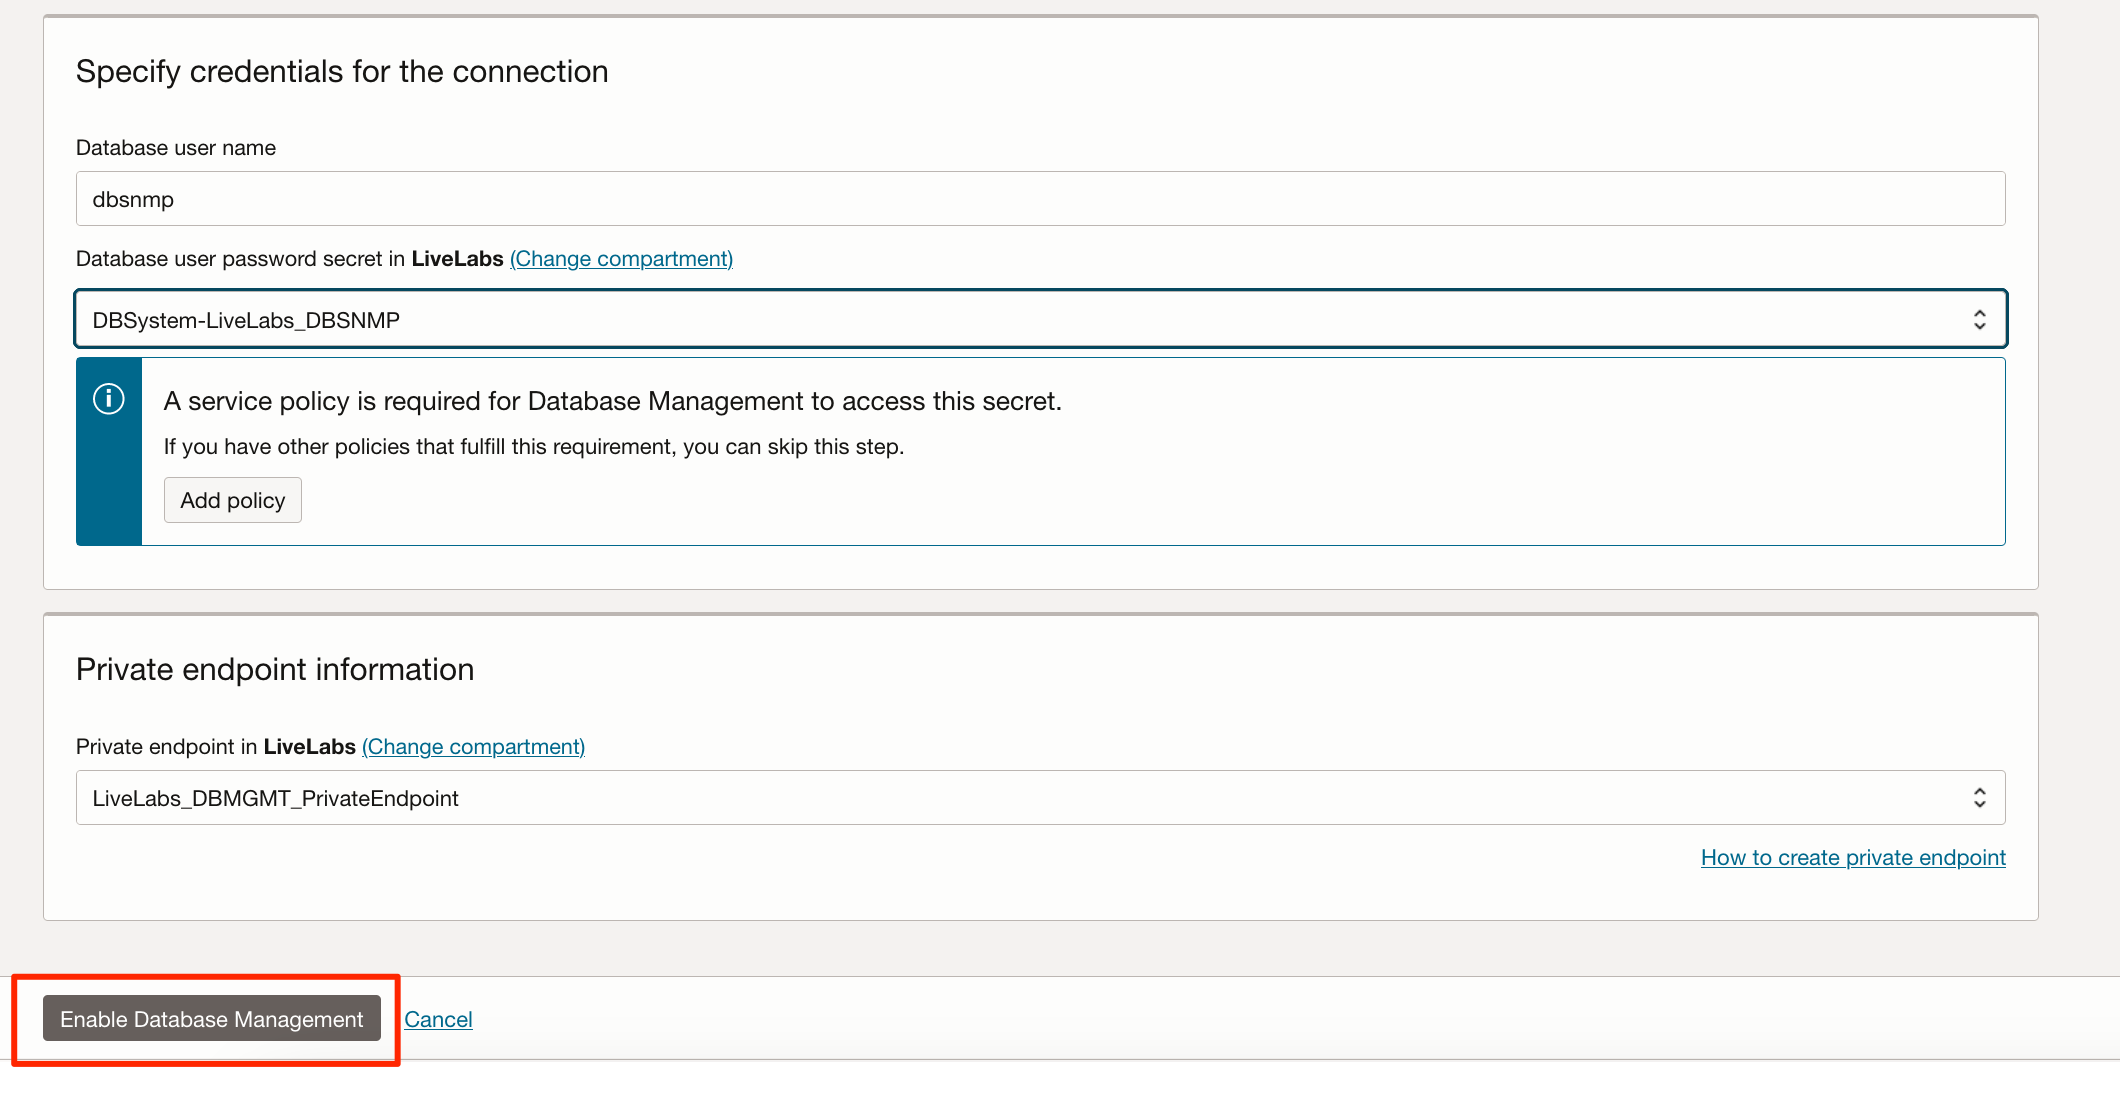 Specify credentials for the connection
Database user name
dbsnmp
Database user password secret in LiveLabs (Change compartment)
DBSystem-LiveLabs_DBSNMP
A service policy is required for Database Management to access this secret.
If you have other policies that fulfill this requirement, you can skip this step.
Add policy
Private endpoint information
Private endpoint in LiveLabs (Change compartment)
LiveLabs_DBMGMT_PrivateEndpoint
How to create private endpoint
Enable Database Management Cancel